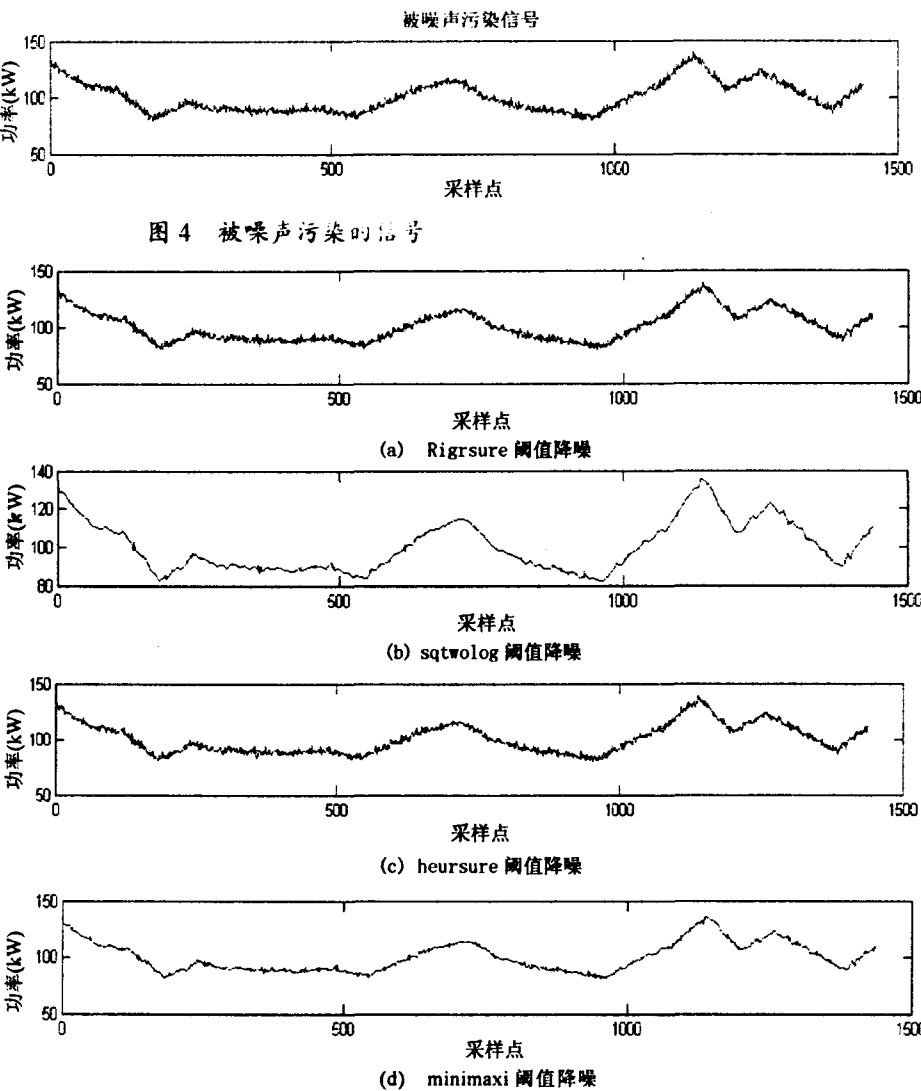 被噪声污染信号
150
100
50
功率(kW)
0 500 1000 1500
采样点
图 4 被噪声污染的信号
150
100
50
功率(kW)
0 500 1000 1500
采样点
(a) Rigrsure 阈值降噪
140
120
100
80
功率(kW)
0 500 1000 1500
采样点
(b) sqtwolog 阈值降噪
150
100
50
功率(kW)
0 500 1000 1500
采样点
(c) heursure 阈值降噪
150
100
50
功率(kW)
0 500 1000 1500
采样点
(d) minimaxi 阈值降噪